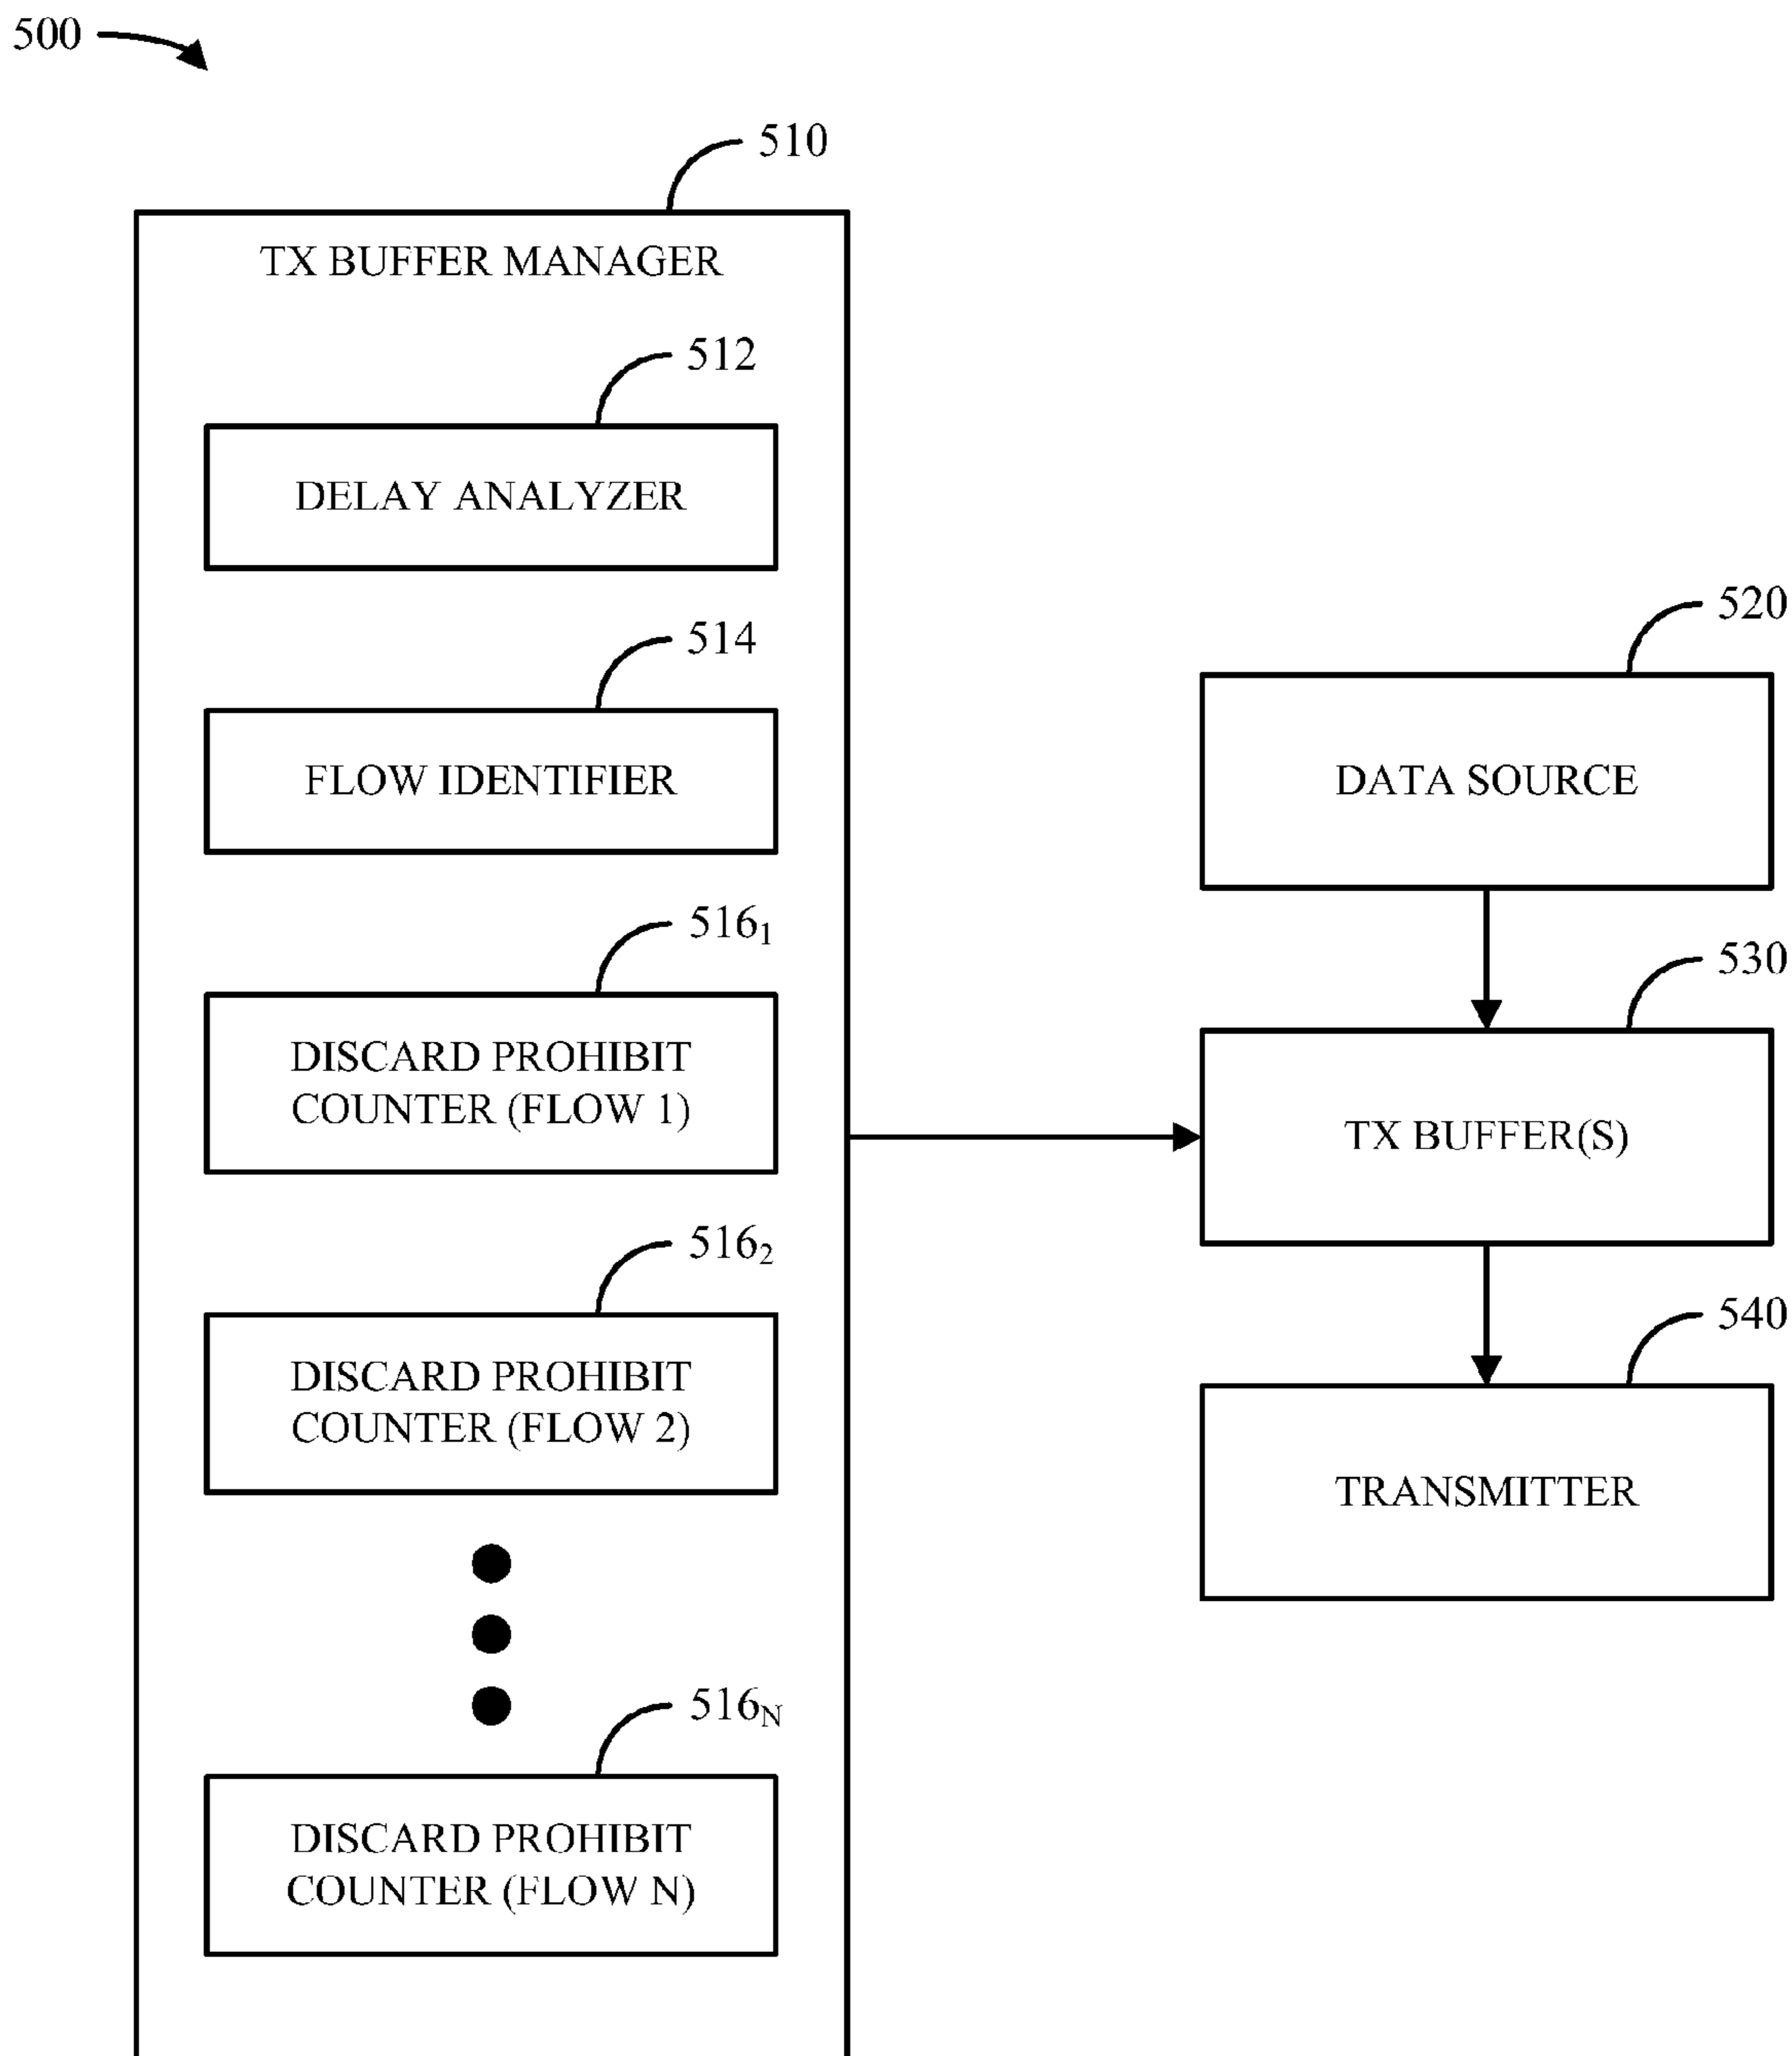 500
510
TX BUFFER MANAGER
512
DELAY ANALYZER
514
FLOW IDENTIFIER
516₁
DISCARD PROHIBIT
COUNTER (FLOW 1)
516₂
DISCARD PROHIBIT
COUNTER (FLOW 2)
516N
DISCARD PROHIBIT
COUNTER (FLOW N)
520
DATA SOURCE
530
TX BUFFER(S)
540
TRANSMITTER